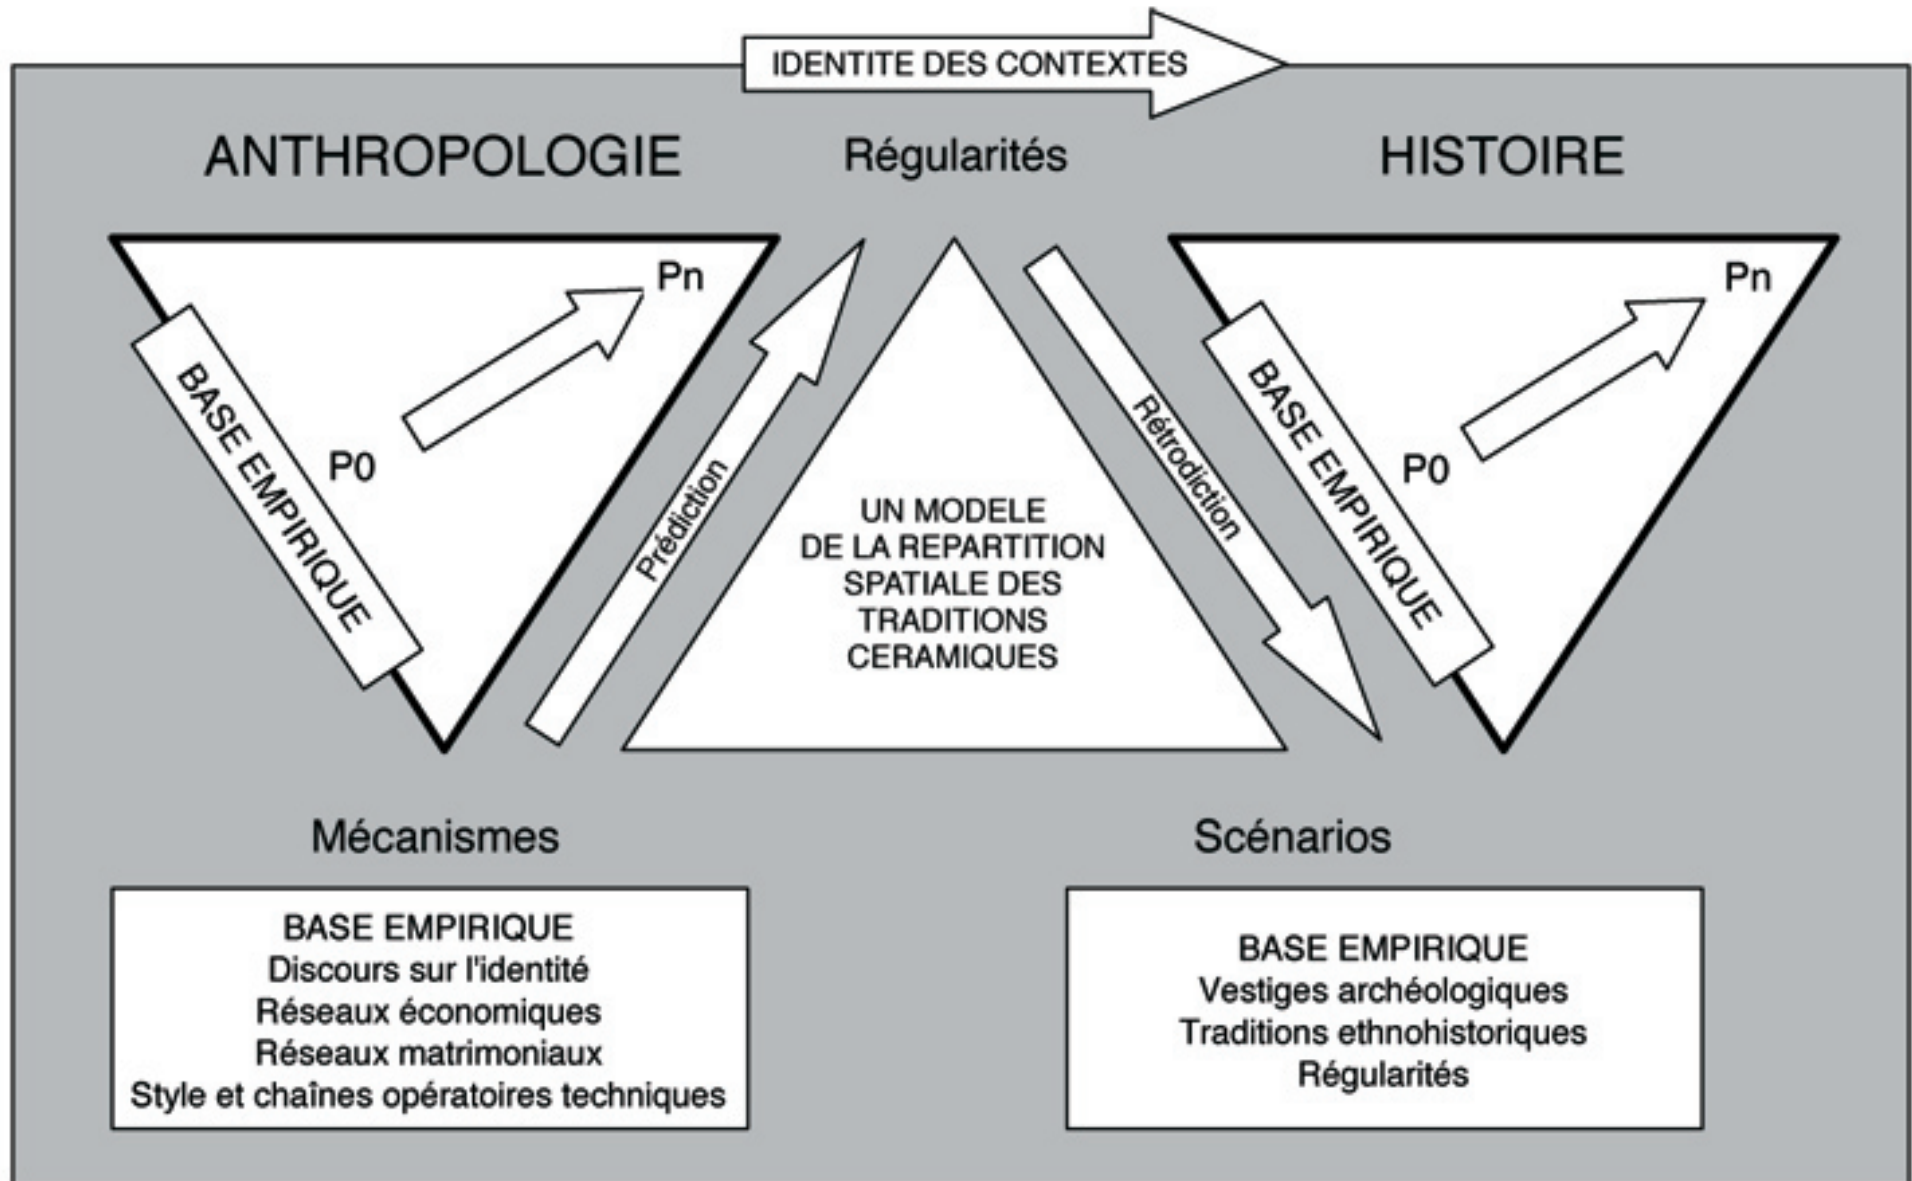 IDENTITE DES CONTEXTES
ANTHROPOLOGIE
Régularités
HISTOIRE
Pn
P0
BASE EMPIRIQUE
Prédiction
UN MODELE
DE LA REPARTITION
SPATIALE DES
TRADITIONS
CERAMIQUES
Rétrodiction
Pn
P0
BASE EMPIRIQUE
Mécanismes
Scénarios
BASE EMPIRIQUE
Discours sur l'identité
Réseaux économiques
Réseaux matrimoniaux
Style et chaînes opératoires techniques
BASE EMPIRIQUE
Vestiges archéologiques
Traditions ethnohistoriques
Régularités